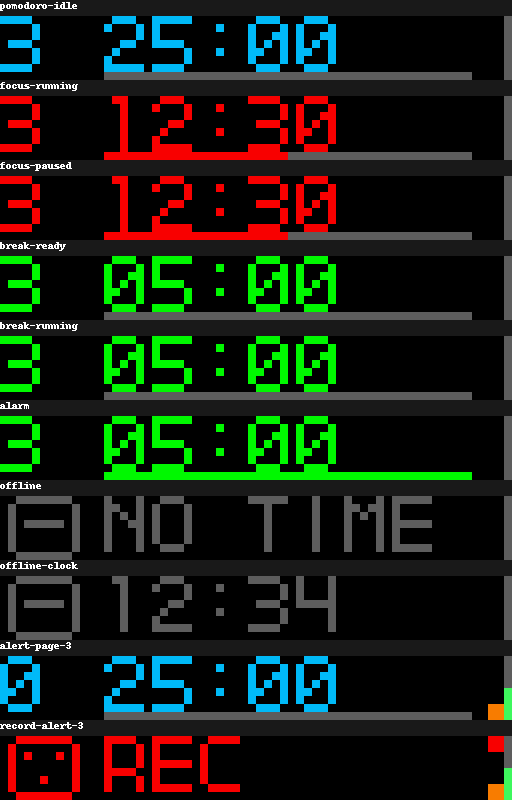 pomodoro-idle
3 25:00
focus-running
3 12:30
focus-paused
3 12:30
break-ready
3 05:00
break-running
3 05:00
alarm
3 05:00
offline
NO TIME
offline-clock
12:34
alert-page-3
0 25:00
record-alert-3
REC